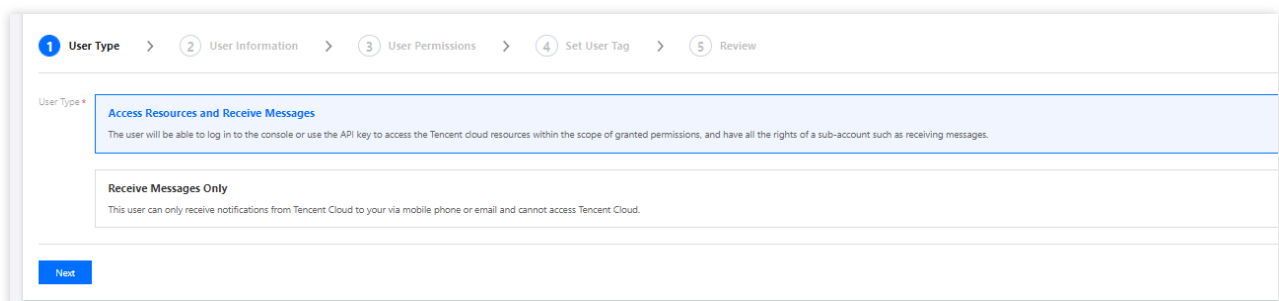 1 User Type > 2 User Information > 3 User Permissions > 4 Set User Tag > 5 Review
User Type *
Access Resources and Receive Messages
The user will be able to log in to the console or use the API key to access the Tencent cloud resources within the scope of granted permissions, and have all the rights of a sub-account such as receiving messages.
Receive Messages Only
This user can only receive notifications from Tencent Cloud to your via mobile phone or email and cannot access Tencent Cloud.
Next